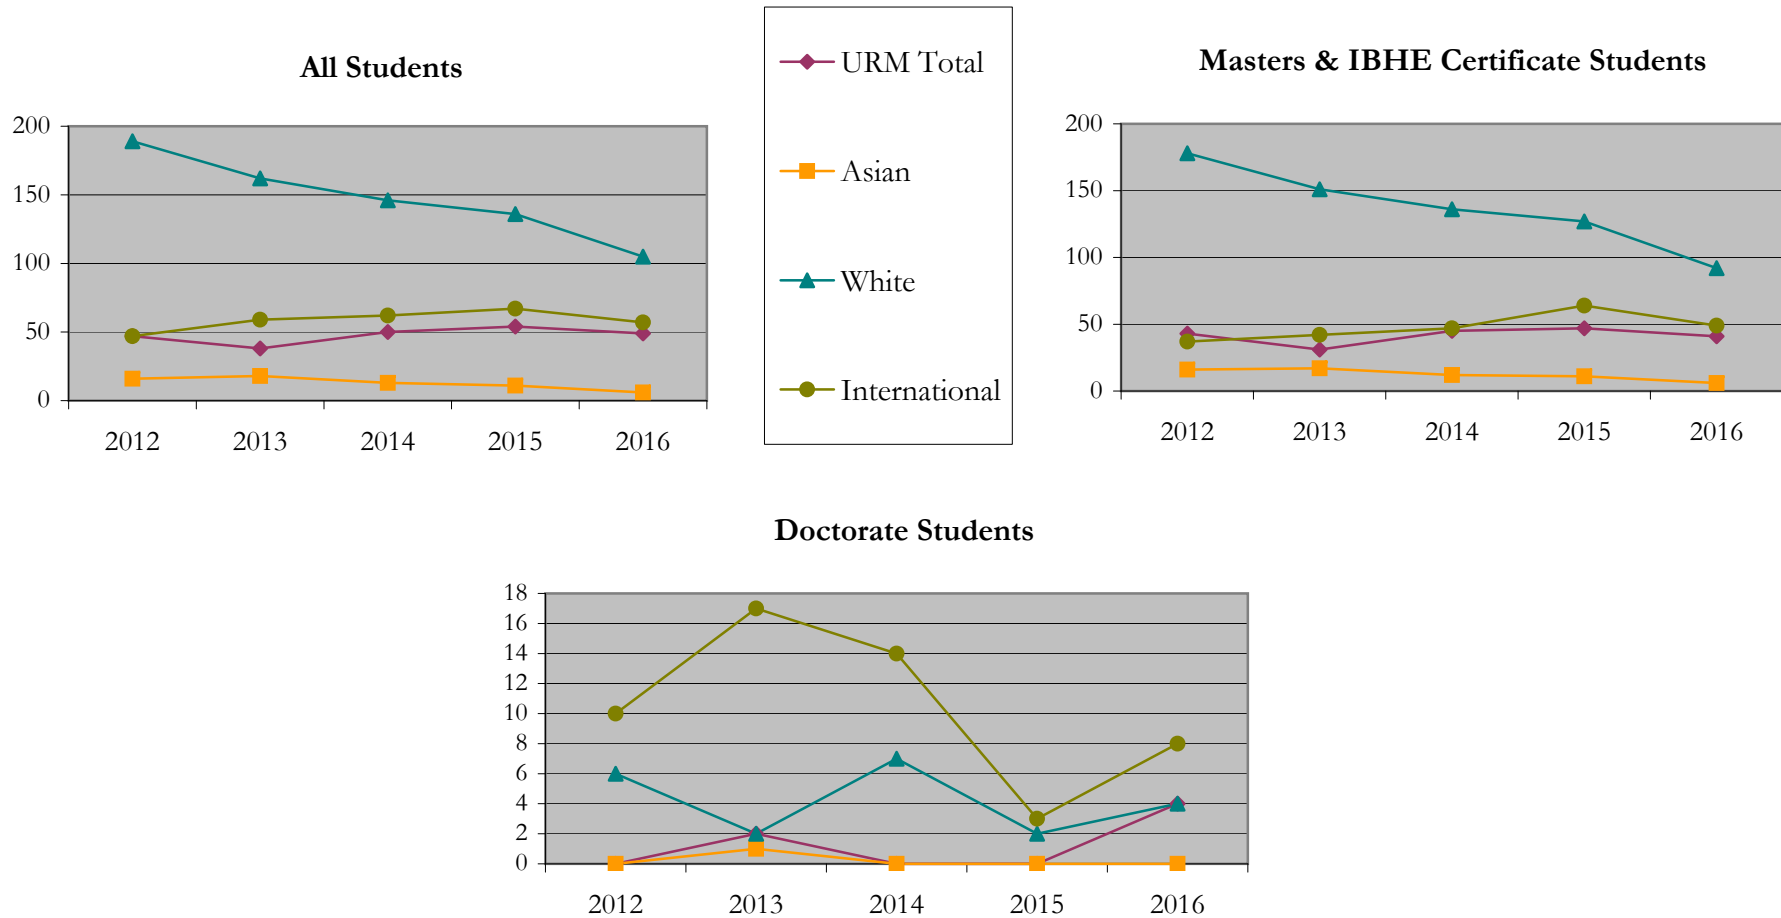 All Students
200
150
100
50
0
2012 2013 2014 2015 2016
URM Total
Asian
White
International
Masters & IBHE Certificate Students
200
150
100
50
0
2012 2013 2014 2015 2016
Doctorate Students
18
16
14
12
10
8
6
4
2
0
2012 2013 2014 2015 2016